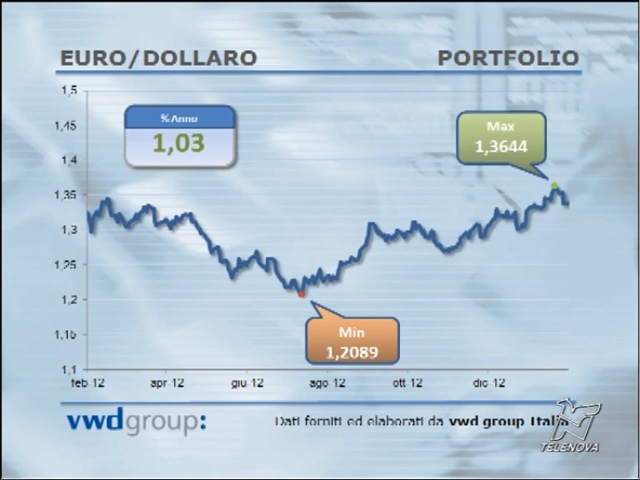 EURO/DOLLARO
PORTFOLIO
1,5
1,45
1,4
1,35
1,3
1,25
1,2
1,15
1,1
% Anno
1,03
Max
1,3644
Min
1,2089
feb-12
apr-12
giu-12
ago-12
ott-12
dic-12
vwdgroup:
Dati forniti ed elaborati da vwd group Italia
TELENOVA